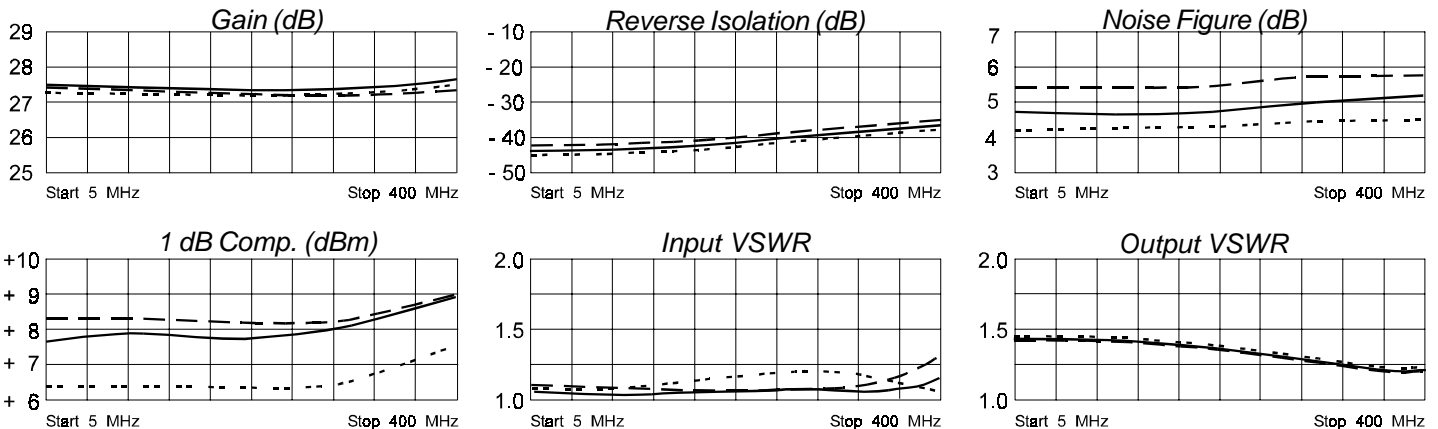 Gain (dB)
29
28
27
26
25
Start 5 MHz
Stop 400 MHz
Reverse Isolation (dB)
- 10
- 20
- 30
- 40
- 50
Start 5 MHz
Stop 400 MHz
Noise Figure (dB)
7
6
5
4
3
Start 5 MHz
Stop 400 MHz
1 dB Comp. (dBm)
+10
+ 9
+ 8
+ 7
+ 6
Start 5 MHz
Stop 400 MHz
Input VSWR
2.0
1.5
1.0
Start 5 MHz
Stop 400 MHz
Output VSWR
2.0
1.5
1.0
Start 5 MHz
Stop 400 MHz